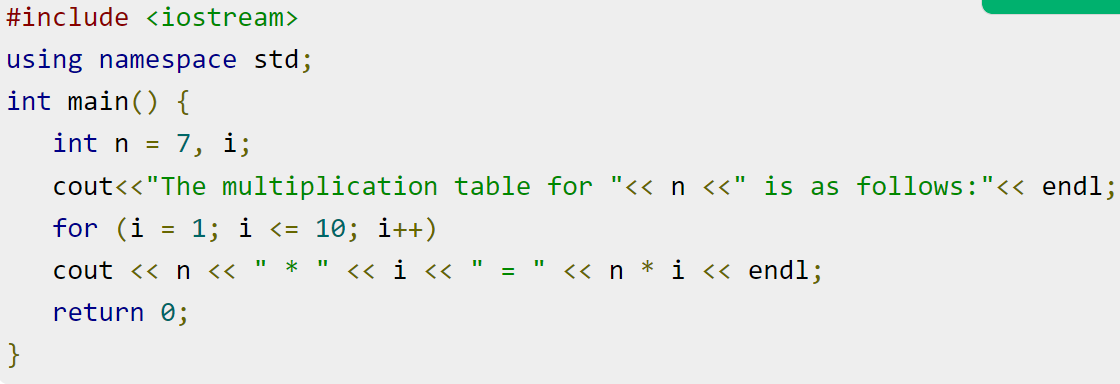 #include <iostream>
using namespace std;
int main() {
   int n = 7, i;
   cout<<"The multiplication table for "<< n <<" is as follows:"<< endl;
   for (i = 1; i <= 10; i++)
   cout << n << " * " << i << " = " << n * i << endl;
   return 0;
}